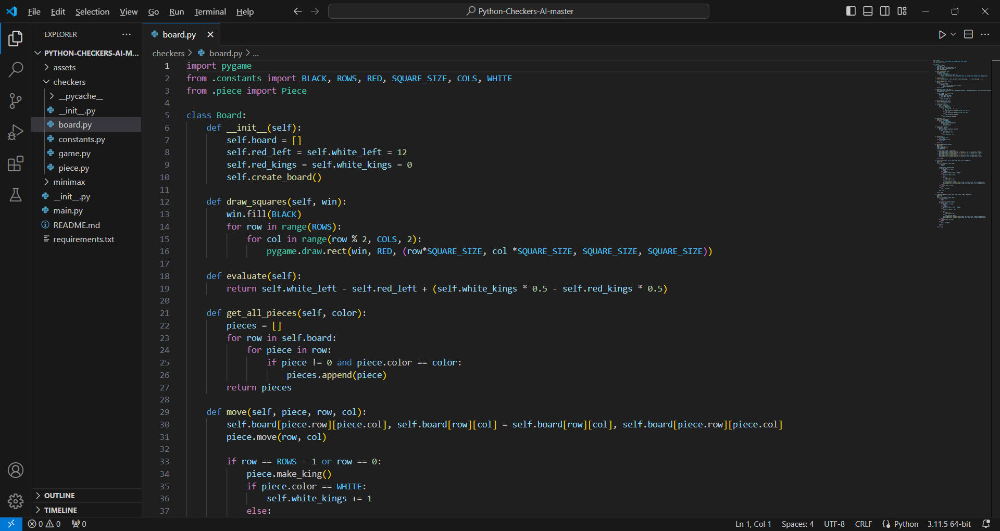 File Edit Selection View Go Run Terminal Help
Python-Checkers-AI-master
EXPLORER
PYTHON-CHECKERS-AI-M...
assets
checkers
__pycache__
__init__.py
board.py
constants.py
game.py
piece.py
minimax
__init__.py
main.py
README.md
requirements.txt
OUTLINE
TIMELINE
board.py
checkers > board.py > ...
1 import pygame
2 from .constants import BLACK, ROWS, RED, SQUARE_SIZE, COLS, WHITE
3 from .piece import Piece
4
5 class Board:
6     def __init__(self):
7         self.board = []
8         self.red_left = self.white_left = 12
9         self.red_kings = self.white_kings = 0
10         self.create_board()
11
12     def draw_squares(self, win):
13         win.fill(BLACK)
14         for row in range(ROWS):
15             for col in range(row % 2, COLS, 2):
16                 pygame.draw.rect(win, RED, (row*SQUARE_SIZE, col *SQUARE_SIZE, SQUARE_SIZE, SQUARE_SIZE))
17
18     def evaluate(self):
19         return self.white_left - self.red_left + (self.white_kings * 0.5 - self.red_kings * 0.5)
20
21     def get_all_pieces(self, color):
22         pieces = []
23         for row in self.board:
24             for piece in row:
25                 if piece != 0 and piece.color == color:
26                     pieces.append(piece)
27         return pieces
28
29     def move(self, piece, row, col):
30         self.board[piece.row][piece.col], self.board[row][col] = self.board[row][col], self.board[piece.row][piece.col]
31         piece.move(row, col)
32
33         if row == ROWS - 1 or row == 0:
34             piece.make_king()
35             if piece.color == WHITE:
36                 self.white_kings += 1
37             else:
0 0 0
Ln 1, Col 1 Spaces: 4 UTF-8 CRLF Python 3.11.5 64-bit